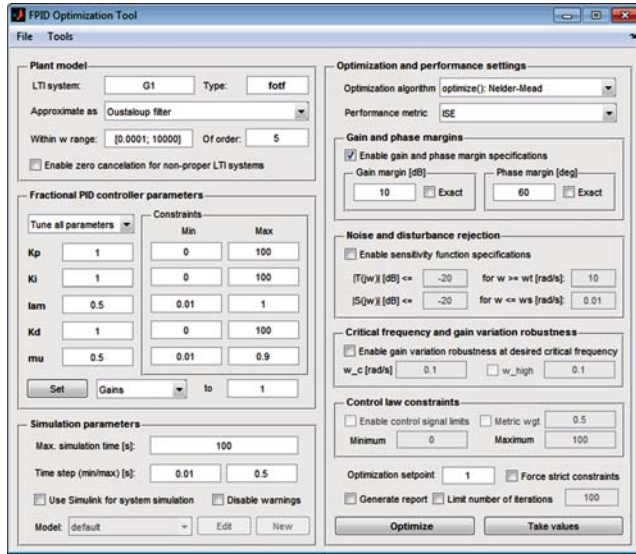 FPID Optimization Tool
File Tools
Plant model
LTI system: G1 Type: fotf
Approximate as Oustaloup filter
Within w range: [0.0001; 10000] Of order: 5
Enable zero cancelation for non-proper LTI systems
Fractional PID controller parameters
Tune all parameters
Constraints
Min Max
Kp 1 0 100
Ki 1 0 100
lam 0.5 0.01 1
Kd 1 0 100
mu 0.5 0.01 0.9
Set Gains to 1
Simulation parameters
Max. simulation time [s]: 100
Time step (min/max) [s]: 0.01 0.5
Use Simulink for system simulation Disable warnings
Model: default Edit New
Optimization and performance settings
Optimization algorithm optimize(): Nelder-Mead
Performance metric ISE
Gain and phase margins
Enable gain and phase margin specifications
Gain margin [dB] Phase margin [deg]
10 Exact 60 Exact
Noise and disturbance rejection
Enable sensitivity function specifications
|T(jw)| [dB] <= -20 for w >= wt [rad/s]: 10
|S(jw)| [dB] <= -20 for w <= ws [rad/s]: 0.01
Critical frequency and gain variation robustness
Enable gain variation robustness at desired critical frequency
w_c [rad/s] 0.1 w_high 0.1
Control law constraints
Enable control signal limits Metric wgt 0.5
Minimum 0 Maximum 100
Optimization setpoint 1 Force strict constraints
Generate report Limit number of iterations 100
Optimize Take values